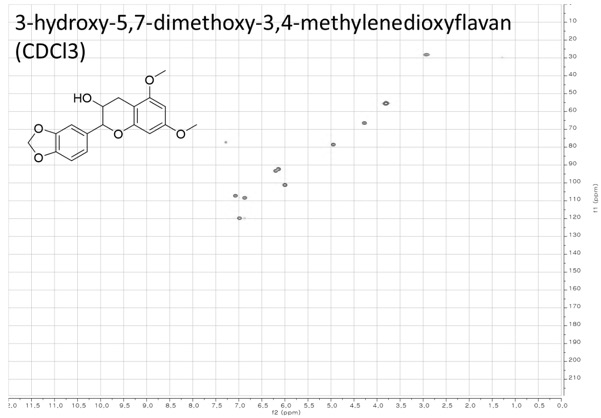 3-hydroxy-5,7-dimethoxy-3,4-methylenedioxyflavan
(CDCl3)
O
HO
O
O
O
O
10
20
30
40
50
60
70
80
90
100
110
120
130
140
150
160
170
180
190
200
210
f1 (ppm)
2.0 11.5 11.0 10.5 10.0 9.5 9.0 8.5 8.0 7.5 7.0 6.5 6.0 5.5 5.0 4.5 4.0 3.5 3.0 2.5 2.0 1.5 1.0 0.5 0.0
f2 (ppm)